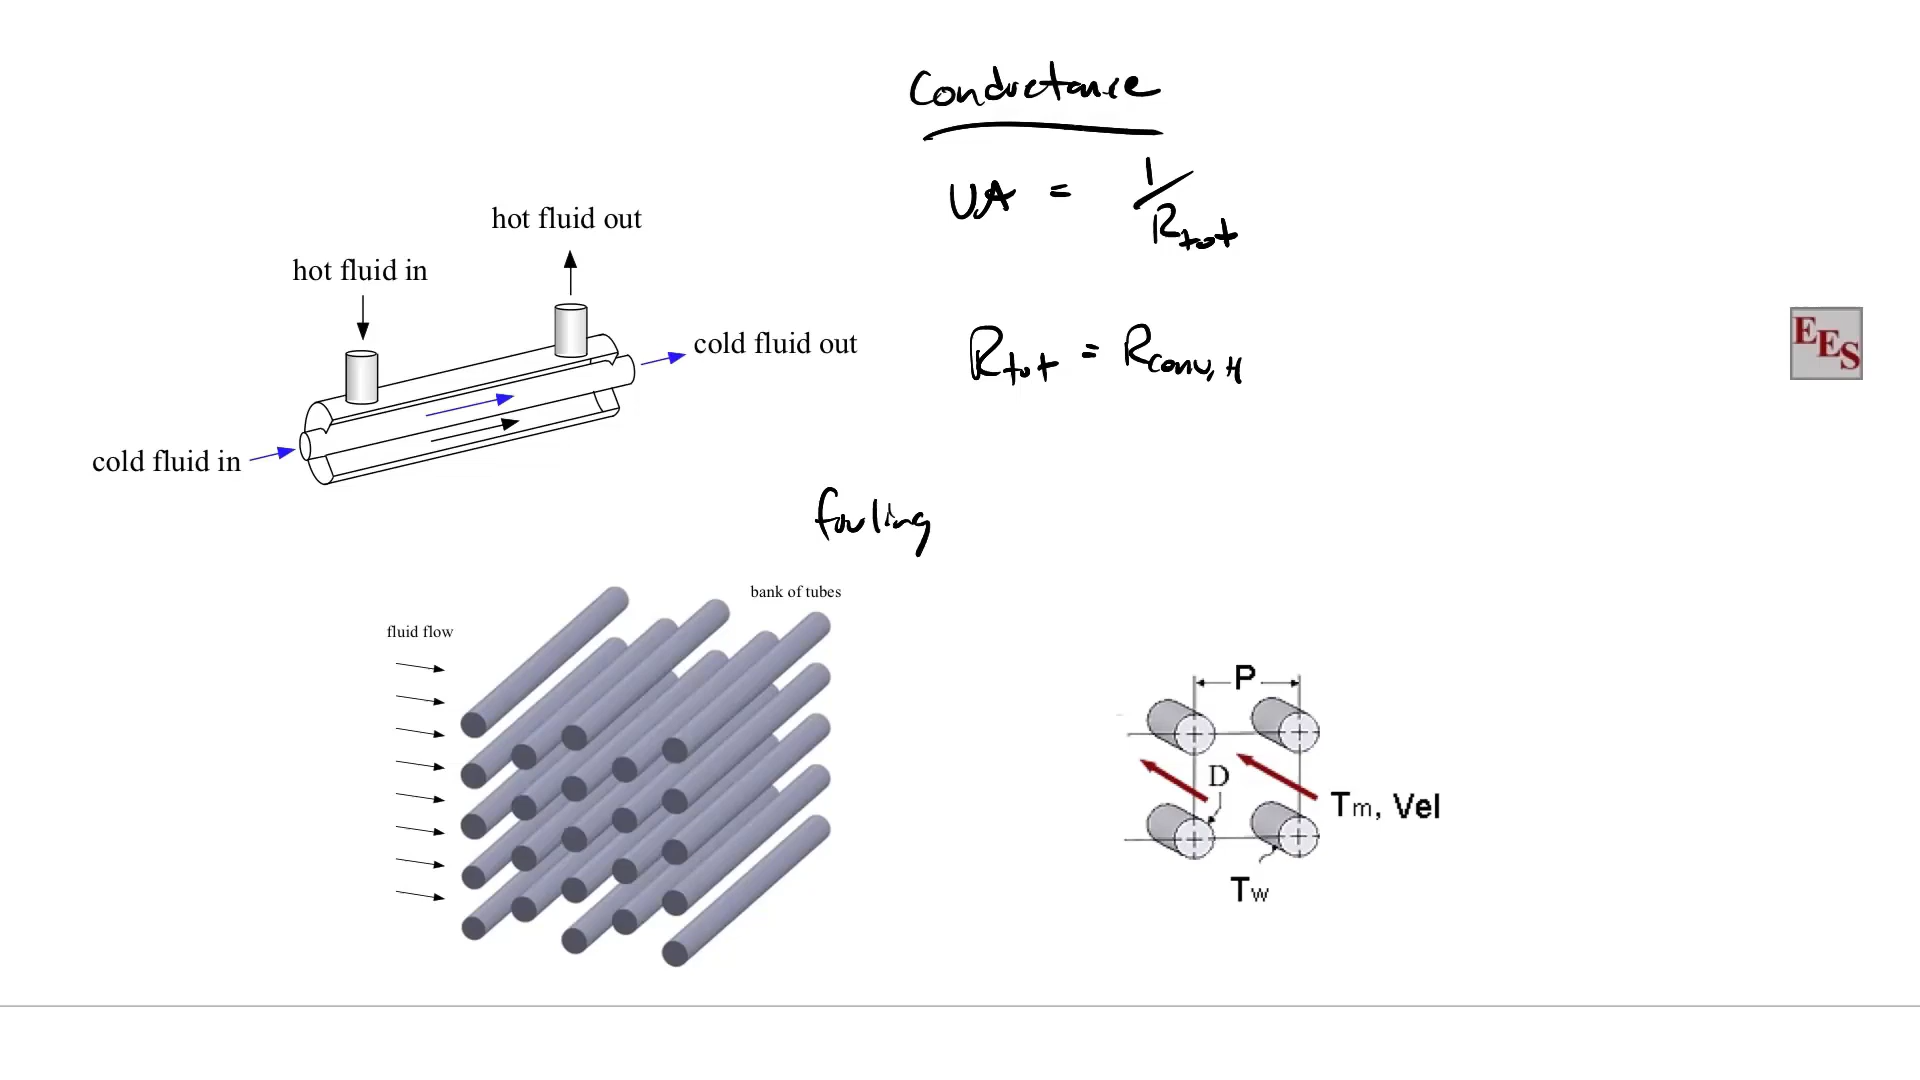 Conductance
UA = 1/Rtot
hot fluid out
hot fluid in
cold fluid out
Rtot = Rconv,H
EES
cold fluid in
fouling
bank of tubes
fluid flow
P
D
Tm, Vel
Tw